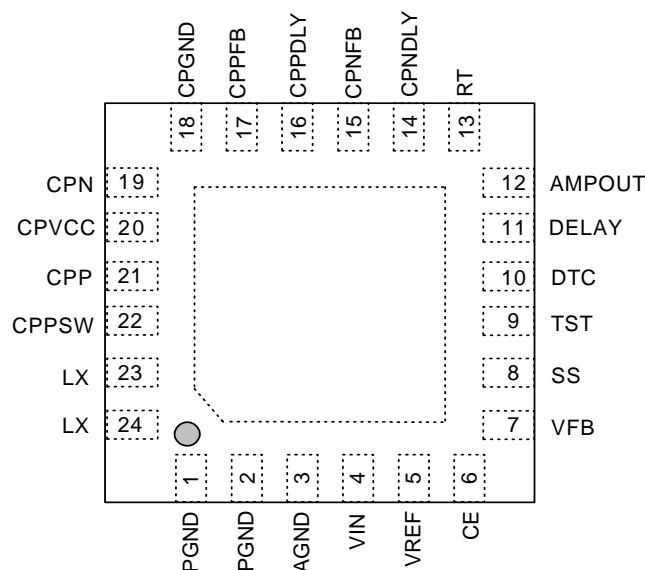 CPGND
CPPFB
CPPDLY
CPNFB
CPNDLY
RT
18
17
16
15
14
13
CPN 19
12 AMPOUT
CPVCC 20
11 DELAY
CPP 21
10 DTC
CPPSW 22
9 TST
LX 23
8 SS
LX 24
7 VFB
1
2
3
4
5
6
PGND
PGND
AGND
VIN
VREF
CE